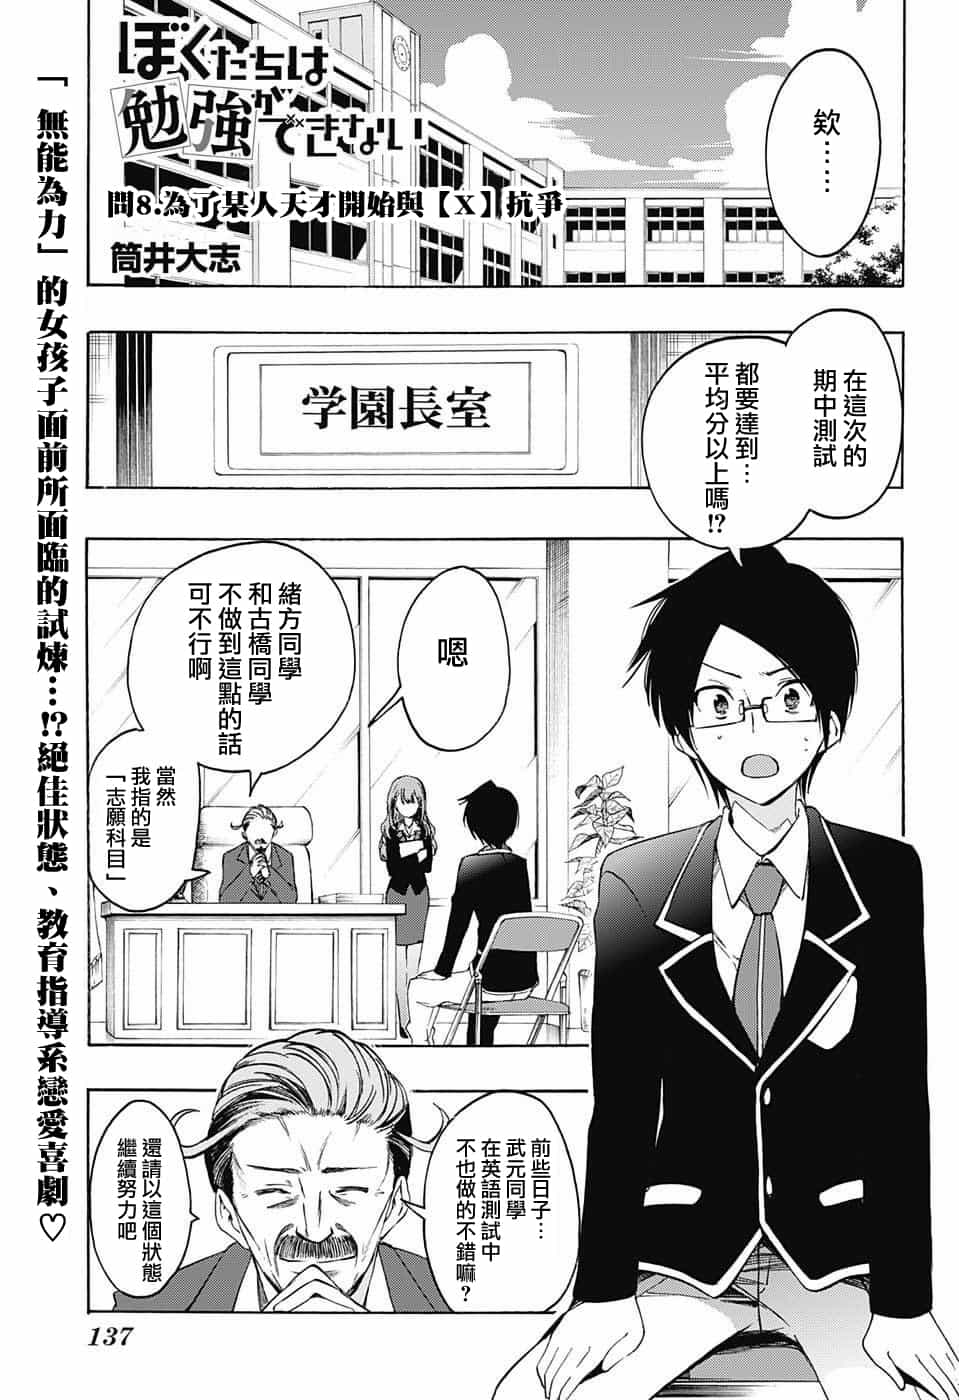 「無能為力」的女孩子面前所面臨的試煉…!?絕佳狀態、教育指導系戀愛喜劇♡
ぼくたちは
勉強が
できない
問8.為了某人天才開始與【X】抗爭
筒井大志
欸……
学園長室
在這次的
期中測試
都要達到…
平均分以上嗎!?
嗯
緒方同學
和古橋同學
不做到這點的話
可不行啊
當然
我指的是
「志願科目」
前些日子…
武元同學
在英語測試中
不也做的不錯嘛?
還請以這個狀態
繼續努力吧
137